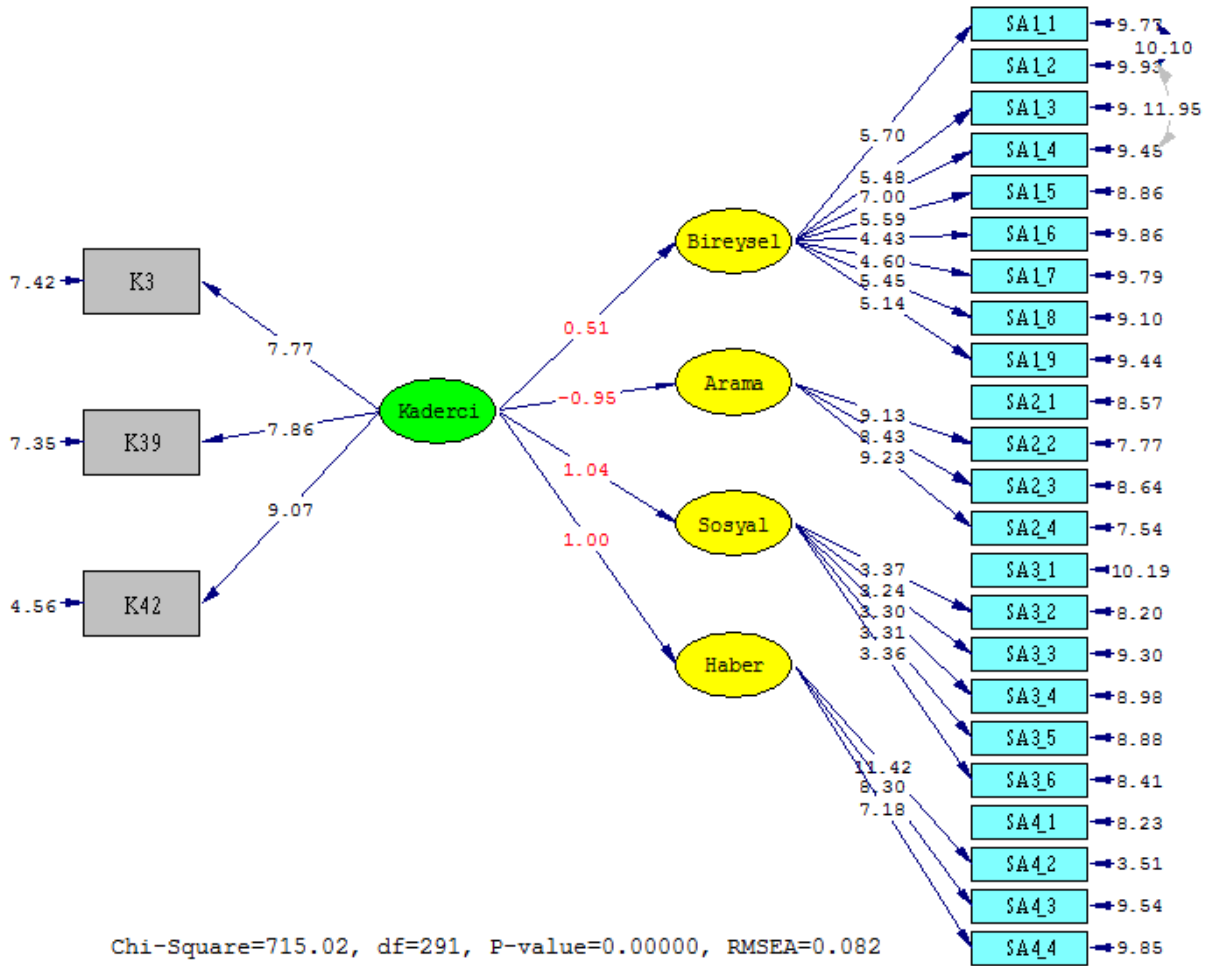 SA1_1
9.77
10.10
SA1_2
9.93
SA1_3
9.11.95
SA1_4
9.45
SA1_5
8.86
SA1_6
9.86
SA1_7
9.79
SA1_8
9.10
SA1_9
9.44
SA2_1
8.57
SA2_2
7.77
SA2_3
8.64
SA2_4
7.54
SA3_1
10.19
SA3_2
8.20
SA3_3
9.30
SA3_4
8.98
SA3_5
8.88
SA3_6
8.41
SA4_1
8.23
SA4_2
3.51
SA4_3
9.54
SA4_4
9.85
5.70
5.48
7.00
5.59
4.43
4.60
5.45
5.14
9.13
8.43
9.23
3.37
3.24
3.30
3.31
3.36
11.42
8.30
7.18
Bireysel
Arama
Sosyal
Haber
0.51
-0.95
1.04
1.00
Kaderci
7.77
7.86
9.07
7.42
K3
7.35
K39
4.56
K42
Chi-Square=715.02, df=291, P-value=0.00000, RMSEA=0.082